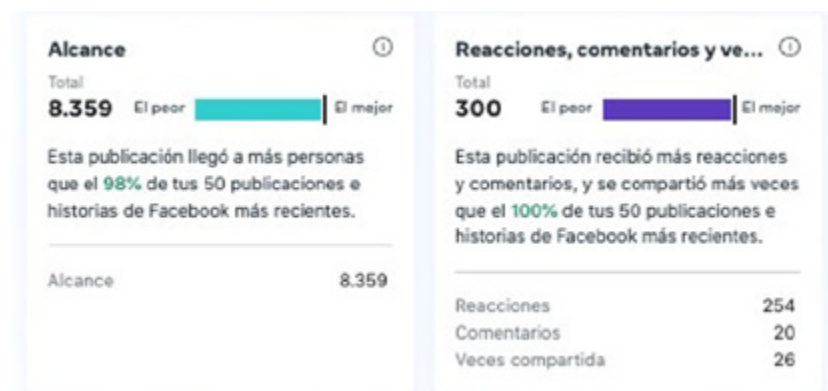 Alcance
Total
8.359 El peor El mejor
Esta publicación llegó a más personas
que el 98% de tus 50 publicaciones e
historias de Facebook más recientes.
Alcance 8.359
Reacciones, comentarios y ve...
Total
300 El peor El mejor
Esta publicación recibió más reacciones
y comentarios, y se compartió más veces
que el 100% de tus 50 publicaciones e
historias de Facebook más recientes.
Reacciones 254
Comentarios 20
Veces compartida 26